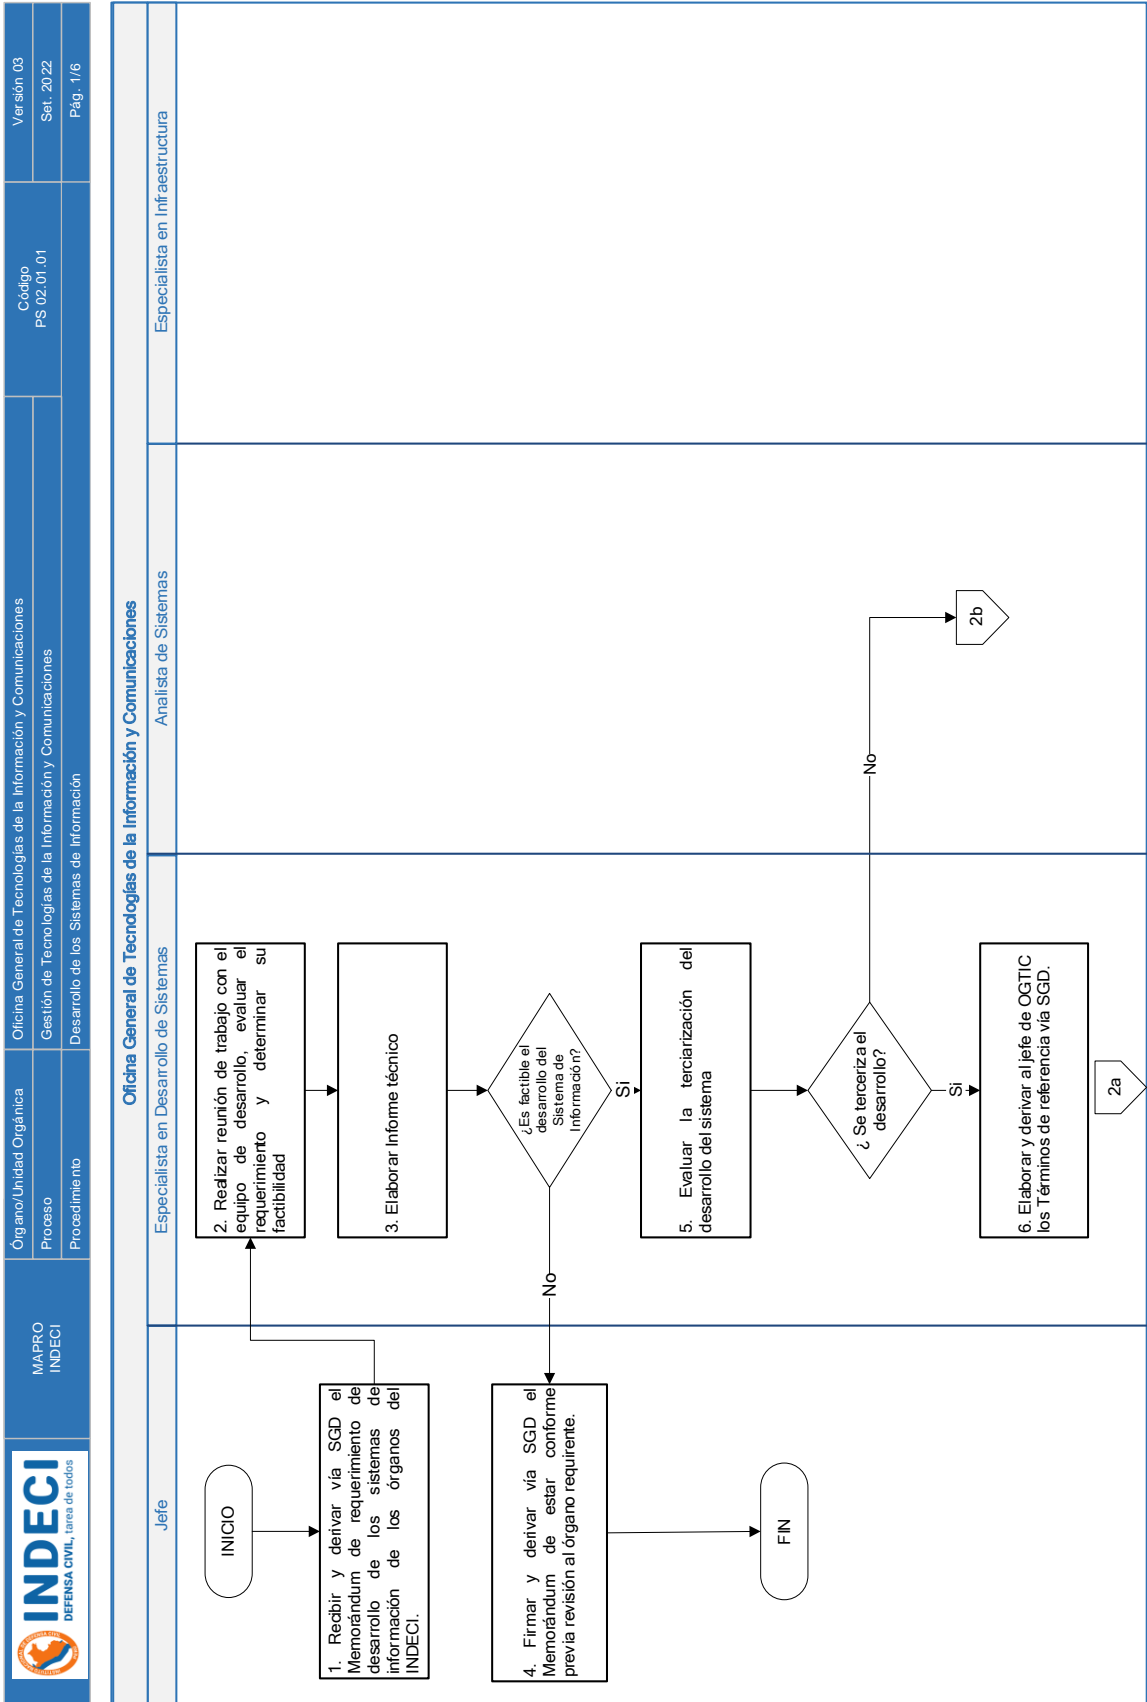 INDECI
DEFENSA CIVIL, tarea de todos
MAPRO
INDECI
Órgano/Unidad Orgánica
Oficina General de Tecnologías de la Información y Comunicaciones
Proceso
Gestión de Tecnologías de la Información y Comunicaciones
Procedimiento
Desarrollo de los Sistemas de Información
Código
PS 02.01.01
Versión 03
Set. 2022
Pág. 1/6
Oficina General de Tecnologías de la Información y Comunicaciones
Jefe
Especialista en Desarrollo de Sistemas
Analista de Sistemas
Especialista en Infraestructura
INICIO
1. Recibir y derivar vía SGD el
Memorándum de requerimiento de
desarrollo de los sistemas de
información de los órganos del
INDECI.
2. Realizar reunión de trabajo con el
equipo de desarrollo, evaluar el
requerimiento y determinar su
factibilidad
3. Elaborar Informe técnico
¿Es factible el
desarrollo del
Sistema de
Información?
No
Si
4. Firmar y derivar vía SGD el
Memorándum de estar conforme
previa revisión al órgano requirente.
FIN
5. Evaluar la terciarización del
desarrollo del sistema
¿ Se terceriza el
desarrollo?
No
Si
2b
6. Elaborar y derivar al jefe de OGTIC
los Términos de referencia vía SGD.
2a